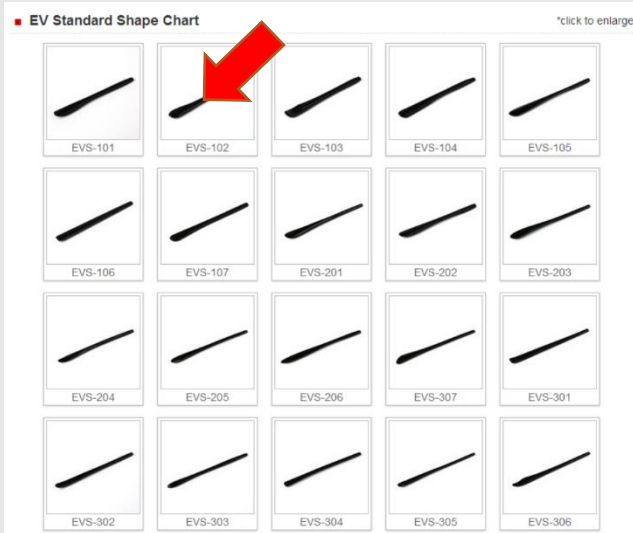 EV Standard Shape Chart
*click to enlarge
EVS-101 EVS-102 EVS-103 EVS-104 EVS-105
EVS-106 EVS-107 EVS-201 EVS-202 EVS-203
EVS-204 EVS-205 EVS-206 EVS-307 EVS-301
EVS-302 EVS-303 EVS-304 EVS-305 EVS-306